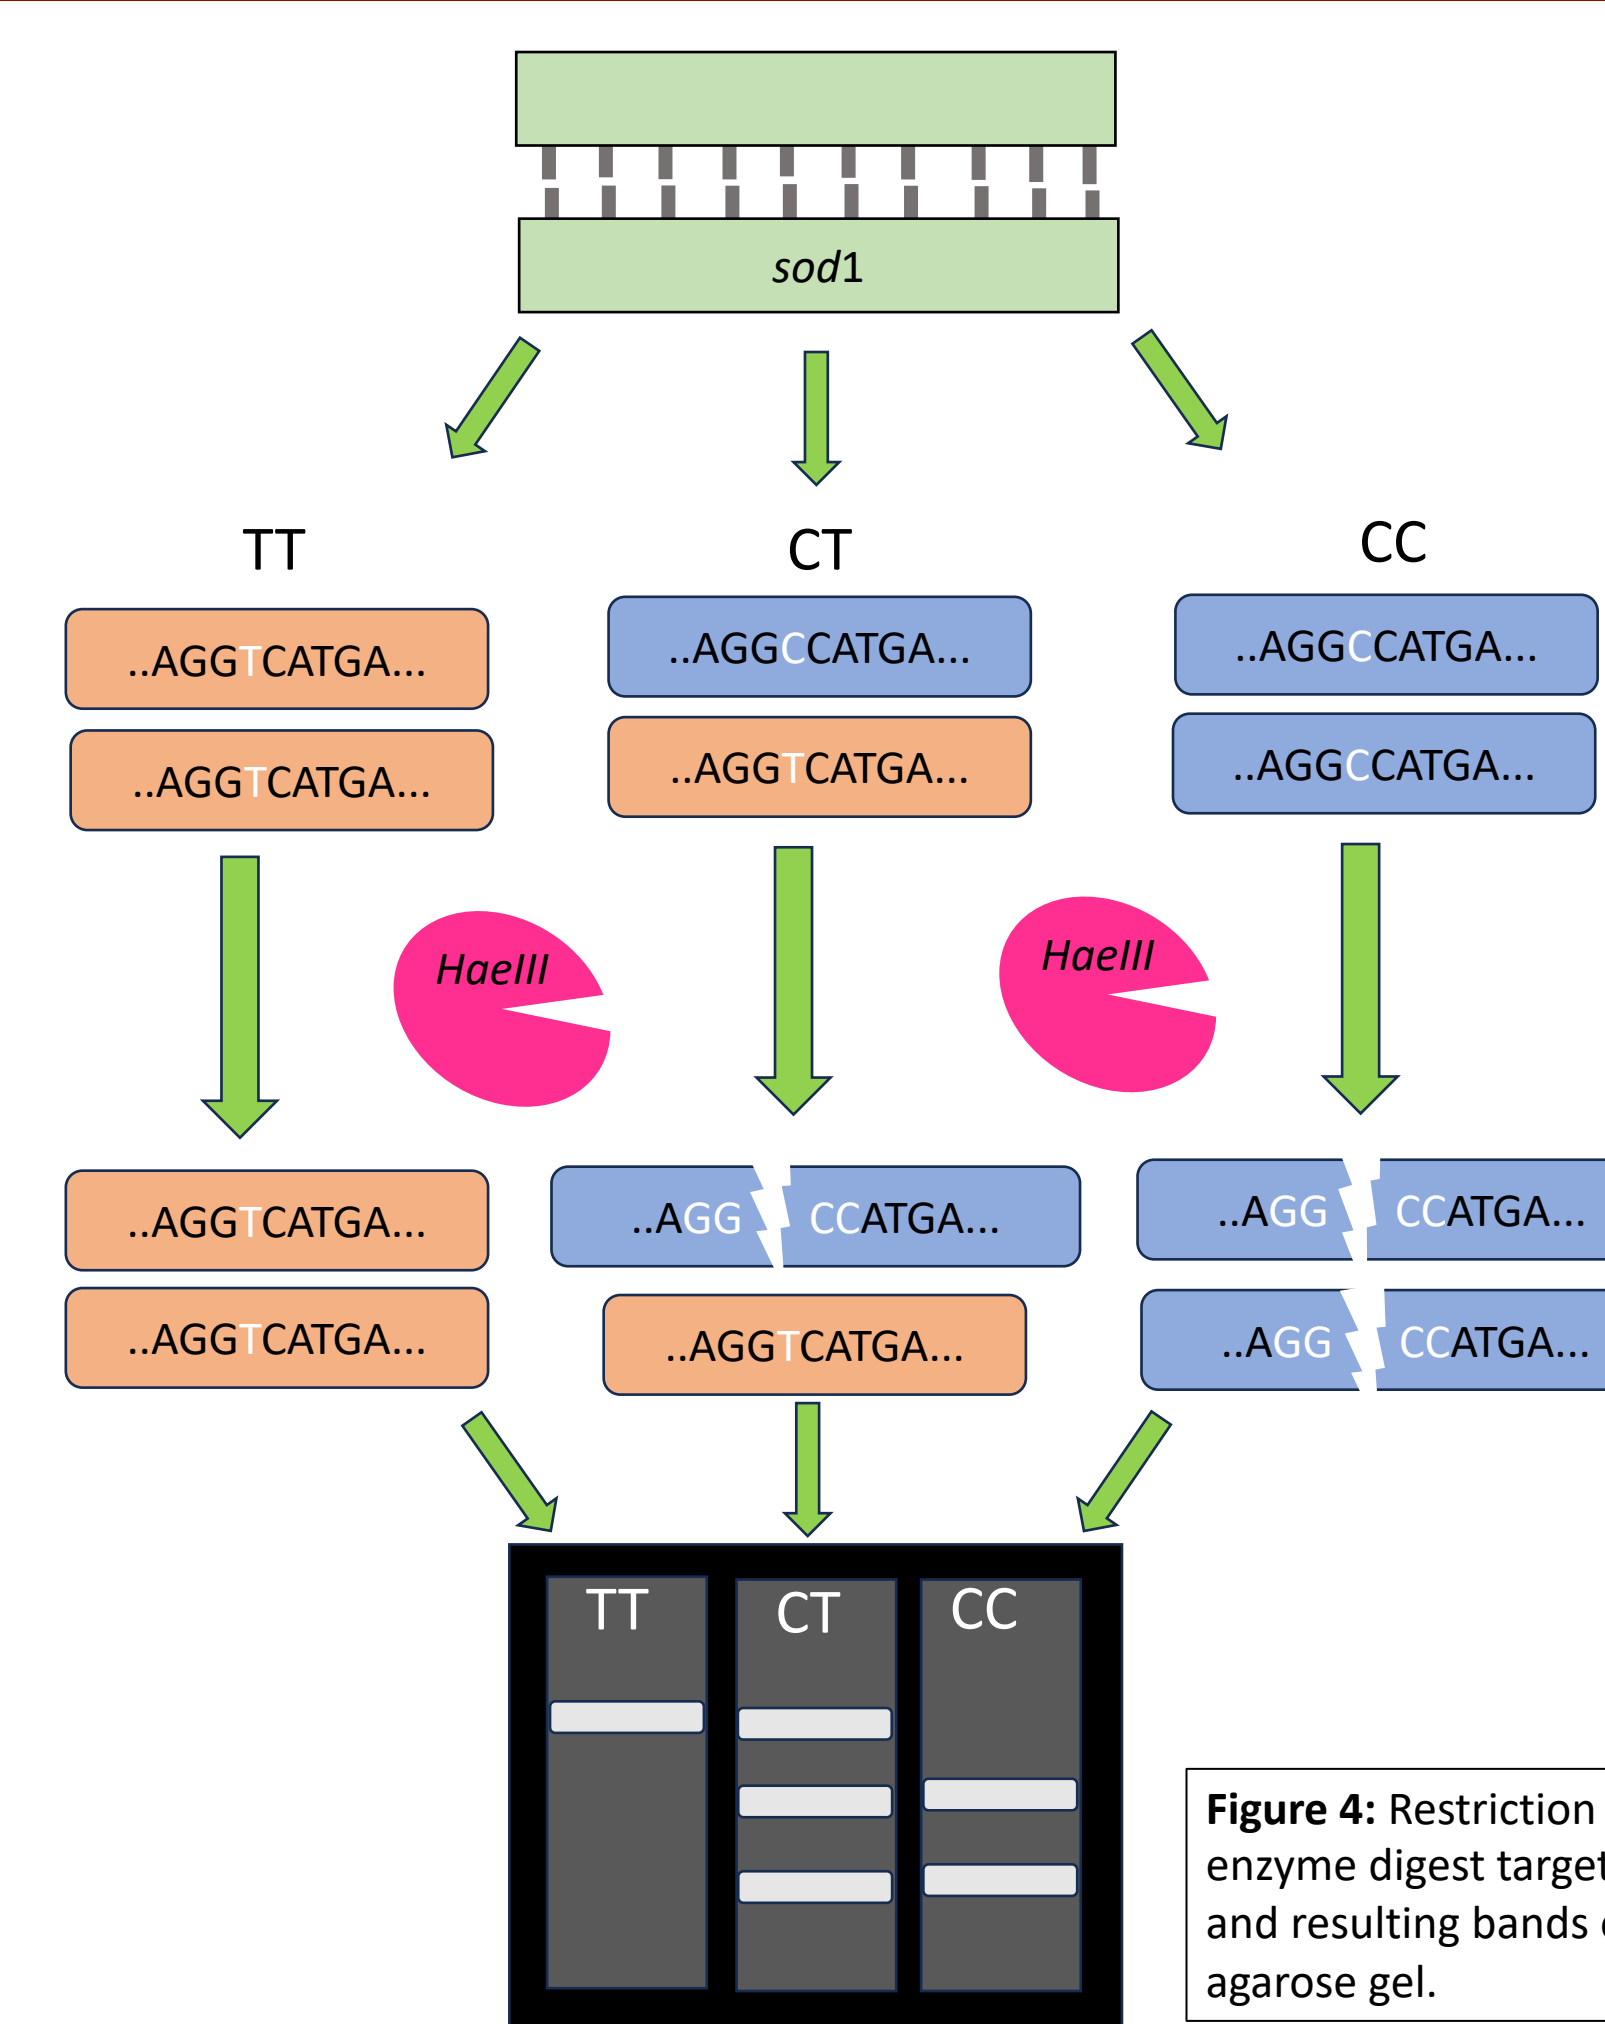 sod1
TT
CT
CC
..AGGTCATGA...
..AGGCCATGA...
..AGGCCATGA...
..AGGTCATGA...
..AGGTCATGA...
..AGGCCATGA...
HaeIII
HaeIII
..AGGTCATGA...
..AGG CCATGA...
..AGG CCATGA...
..AGGTCATGA...
..AGGTCATGA...
..AGG CCATGA...
TT
CT
CC
Figure 4: Restriction
enzyme digest target
and resulting bands
agarose gel.